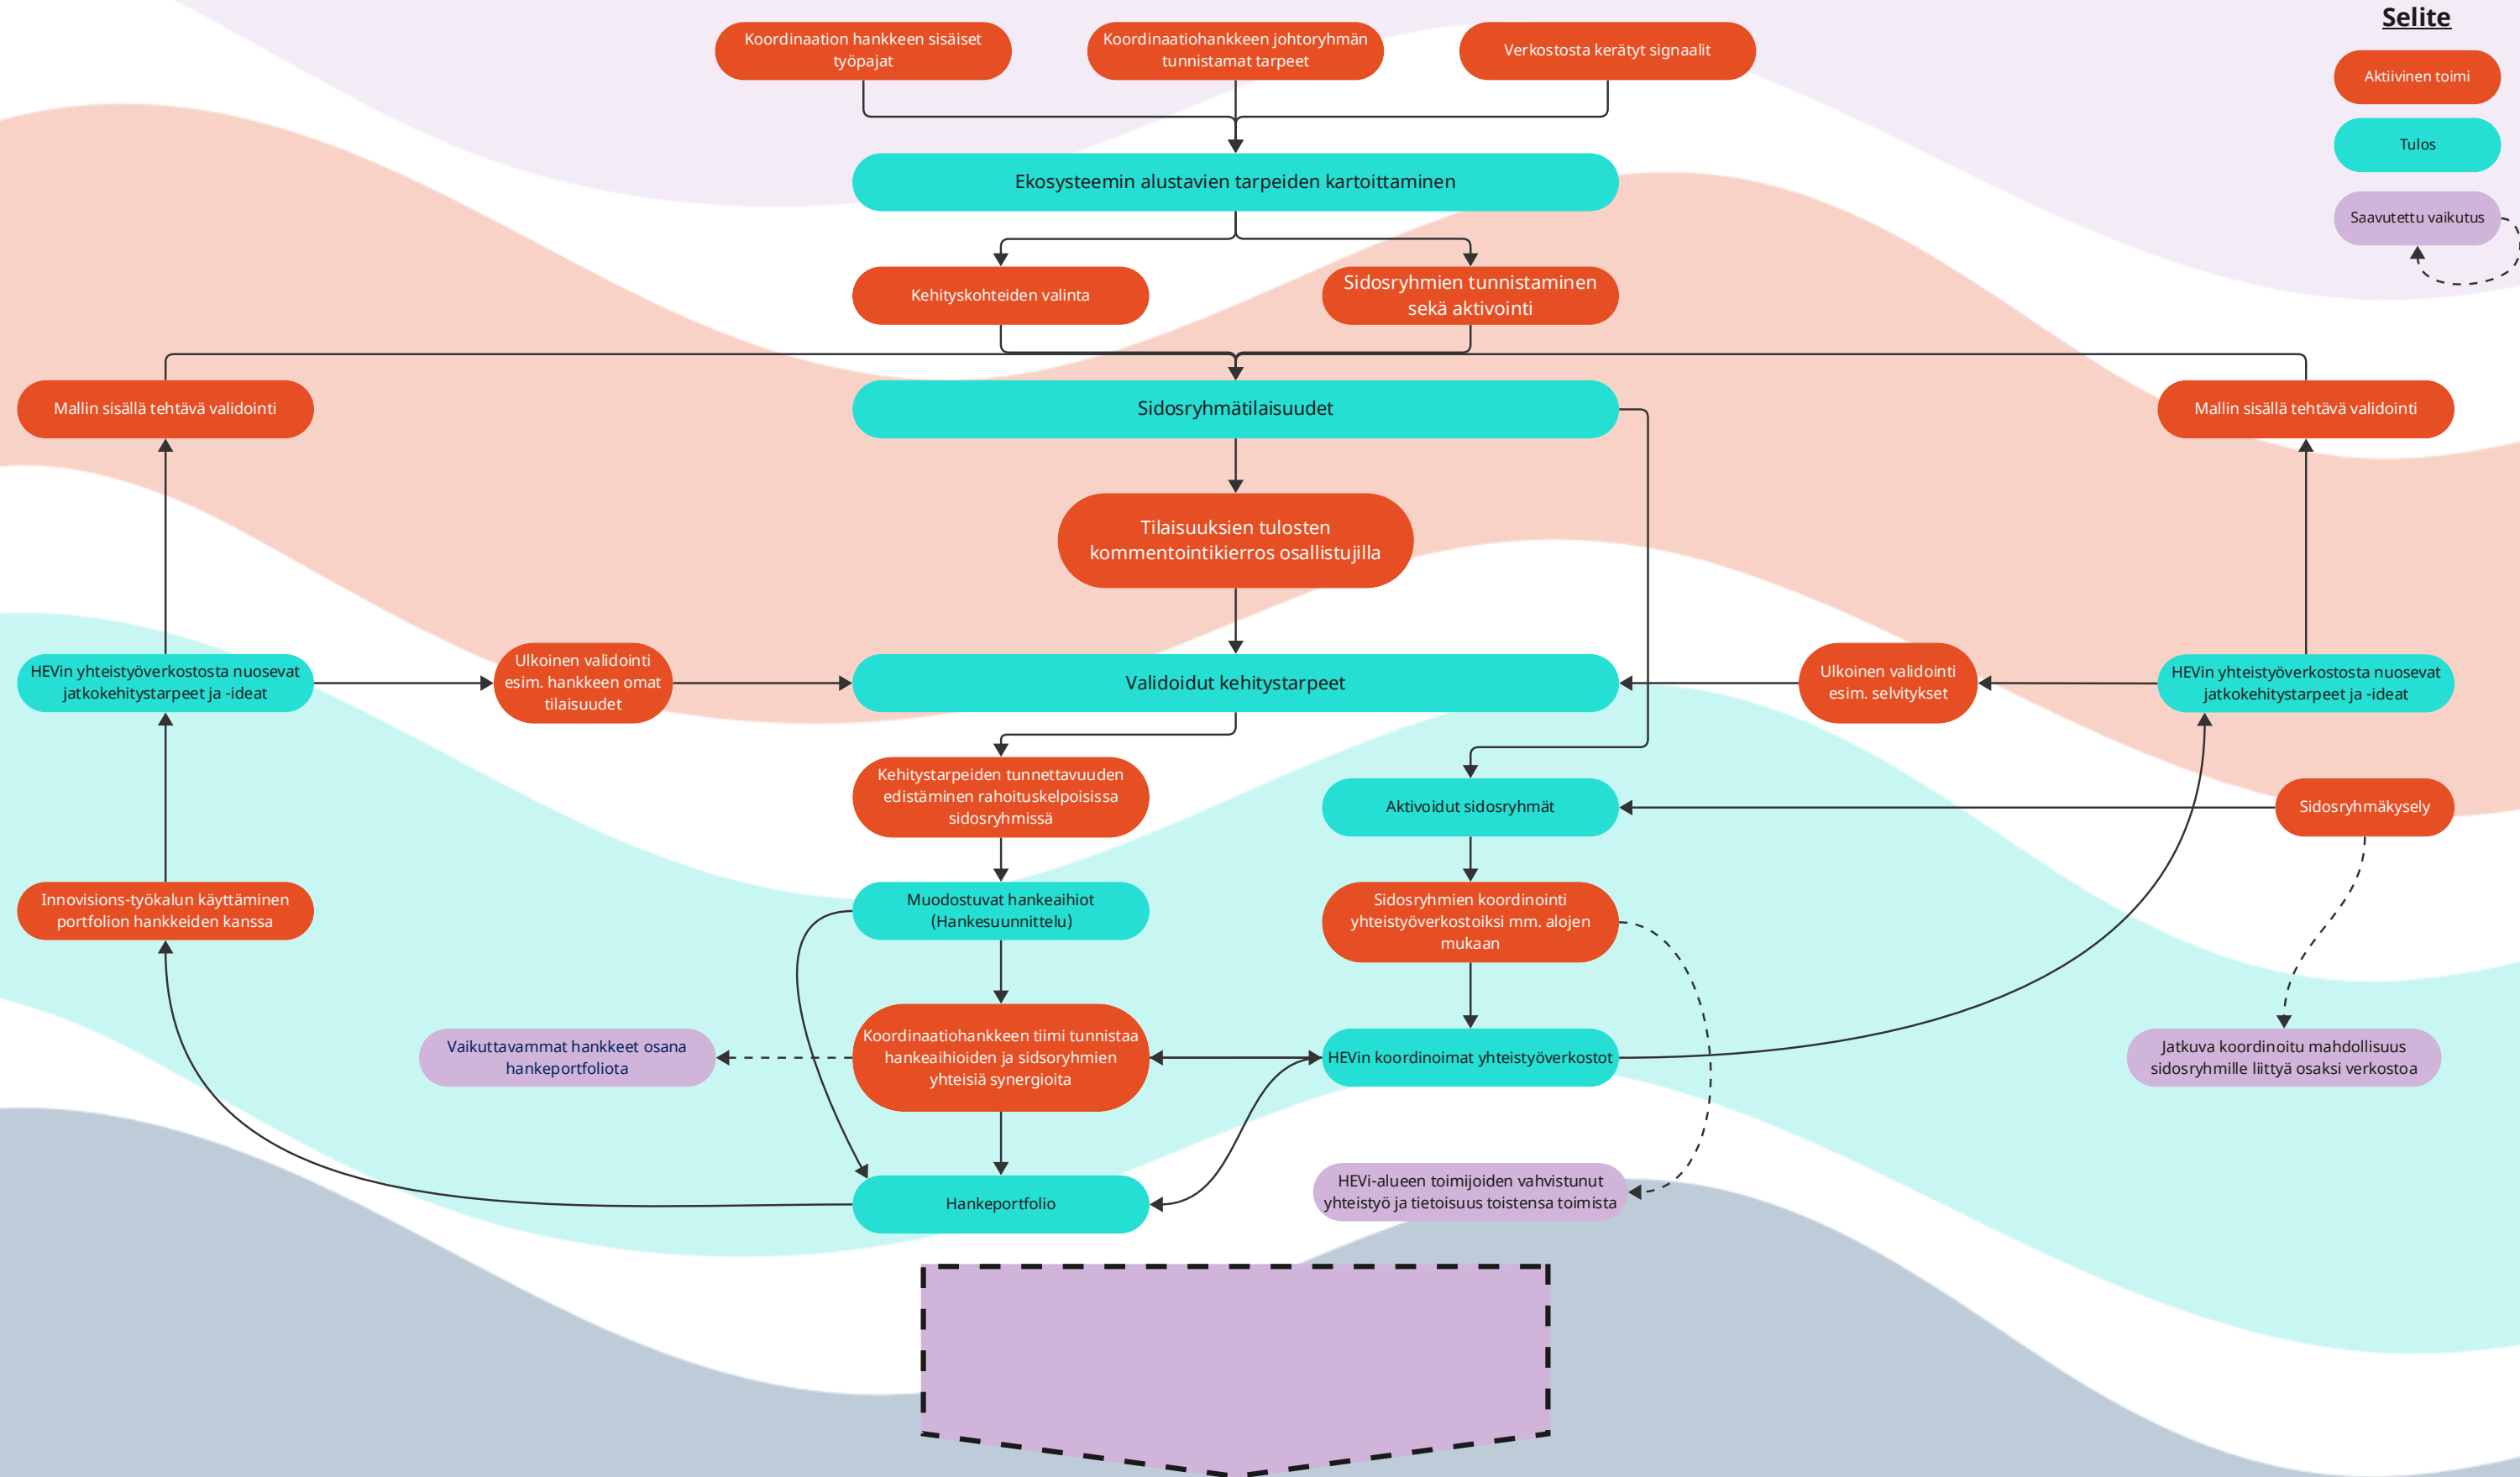 Selite
Koordinaation hankkeen sisäiset
työpajat
Koordinaatiohankkeen johtoryhmän
tunnistamat tarpeet
Verkostosta kerätyt signaalit
Aktiivinen toimi
Tulos
Saavutettu vaikutus
Ekosysteemin alustavien tarpeiden kartoittaminen
Kehityskohteiden valinta
Sidosryhmien tunnistaminen
sekä aktivointi
Mallin sisällä tehtävä validointi
Sidosryhmätilaisuudet
Mallin sisällä tehtävä validointi
Tilaisuuksien tulosten
kommentointikierros osallistujilla
HEVin yhteistyöverkostosta nuosevat
jatkokehitystarpeet ja -ideat
Ulkoinen validointi
esim. hankkeen omat
tilaisuudet
Validoidut kehitystarpeet
Ulkoinen validointi
esim. selvitykset
HEVin yhteistyöverkostosta nuosevat
jatkokehitystarpeet ja -ideat
Kehitystarpeiden tunnettavuuden
edistäminen rahoituskelpoisissa
sidosryhmissä
Aktivoidut sidosryhmät
Sidosryhmäkysely
Innovisions-työkalun käyttäminen
portfolion hankkeiden kanssa
Muodostuvat hankeaihiot
(Hankesuunnittelu)
Sidosryhmien koordinointi
yhteistyöverkostoiksi mm. alojen
mukaan
Vaikuttavammat hankkeet osana
hankeportfoliota
Koordinaatiohankkeen tiimi tunnistaa
hankeaihioiden ja sidsoryhmien
yhteisiä synergioita
HEVin koordinoimat yhteistyöverkostot
Jatkuva koordinoitu mahdollisuus
sidosryhmille liittyä osaksi verkostoa
Hankeportfolio
HEVi-alueen toimijoiden vahvistunut
yhteistyö ja tietoisuus toistensa toimista